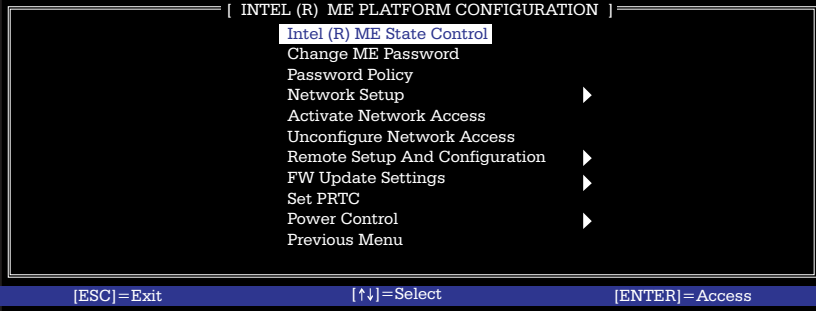 [ INTEL (R) ME PLATFORM CONFIGURATION ]
Intel (R) ME State Control
Change ME Password
Password Policy
Network Setup
Activate Network Access
Unconfigure Network Access
Remote Setup And Configuration
FW Update Settings
Set PRTC
Power Control
Previous Menu
[ESC]=Exit [↑↓]=Select [ENTER]=Access